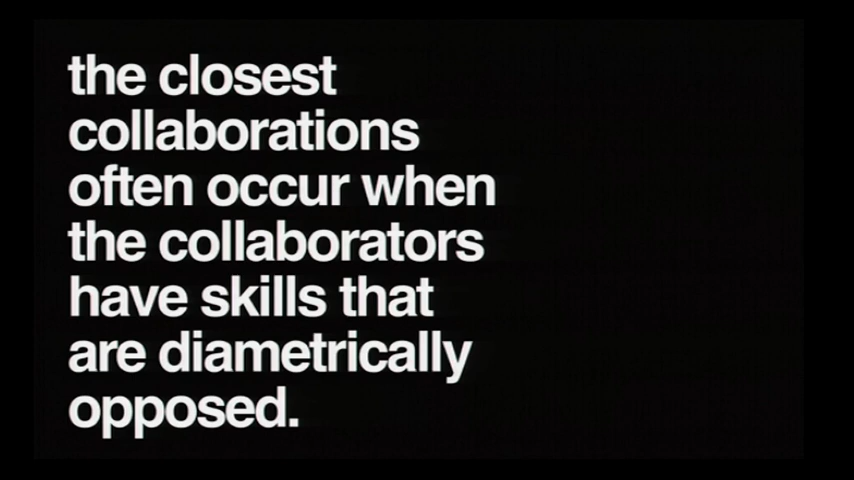 the closest
collaborations
often occur when
the collaborators
have skills that
are diametrically
opposed.